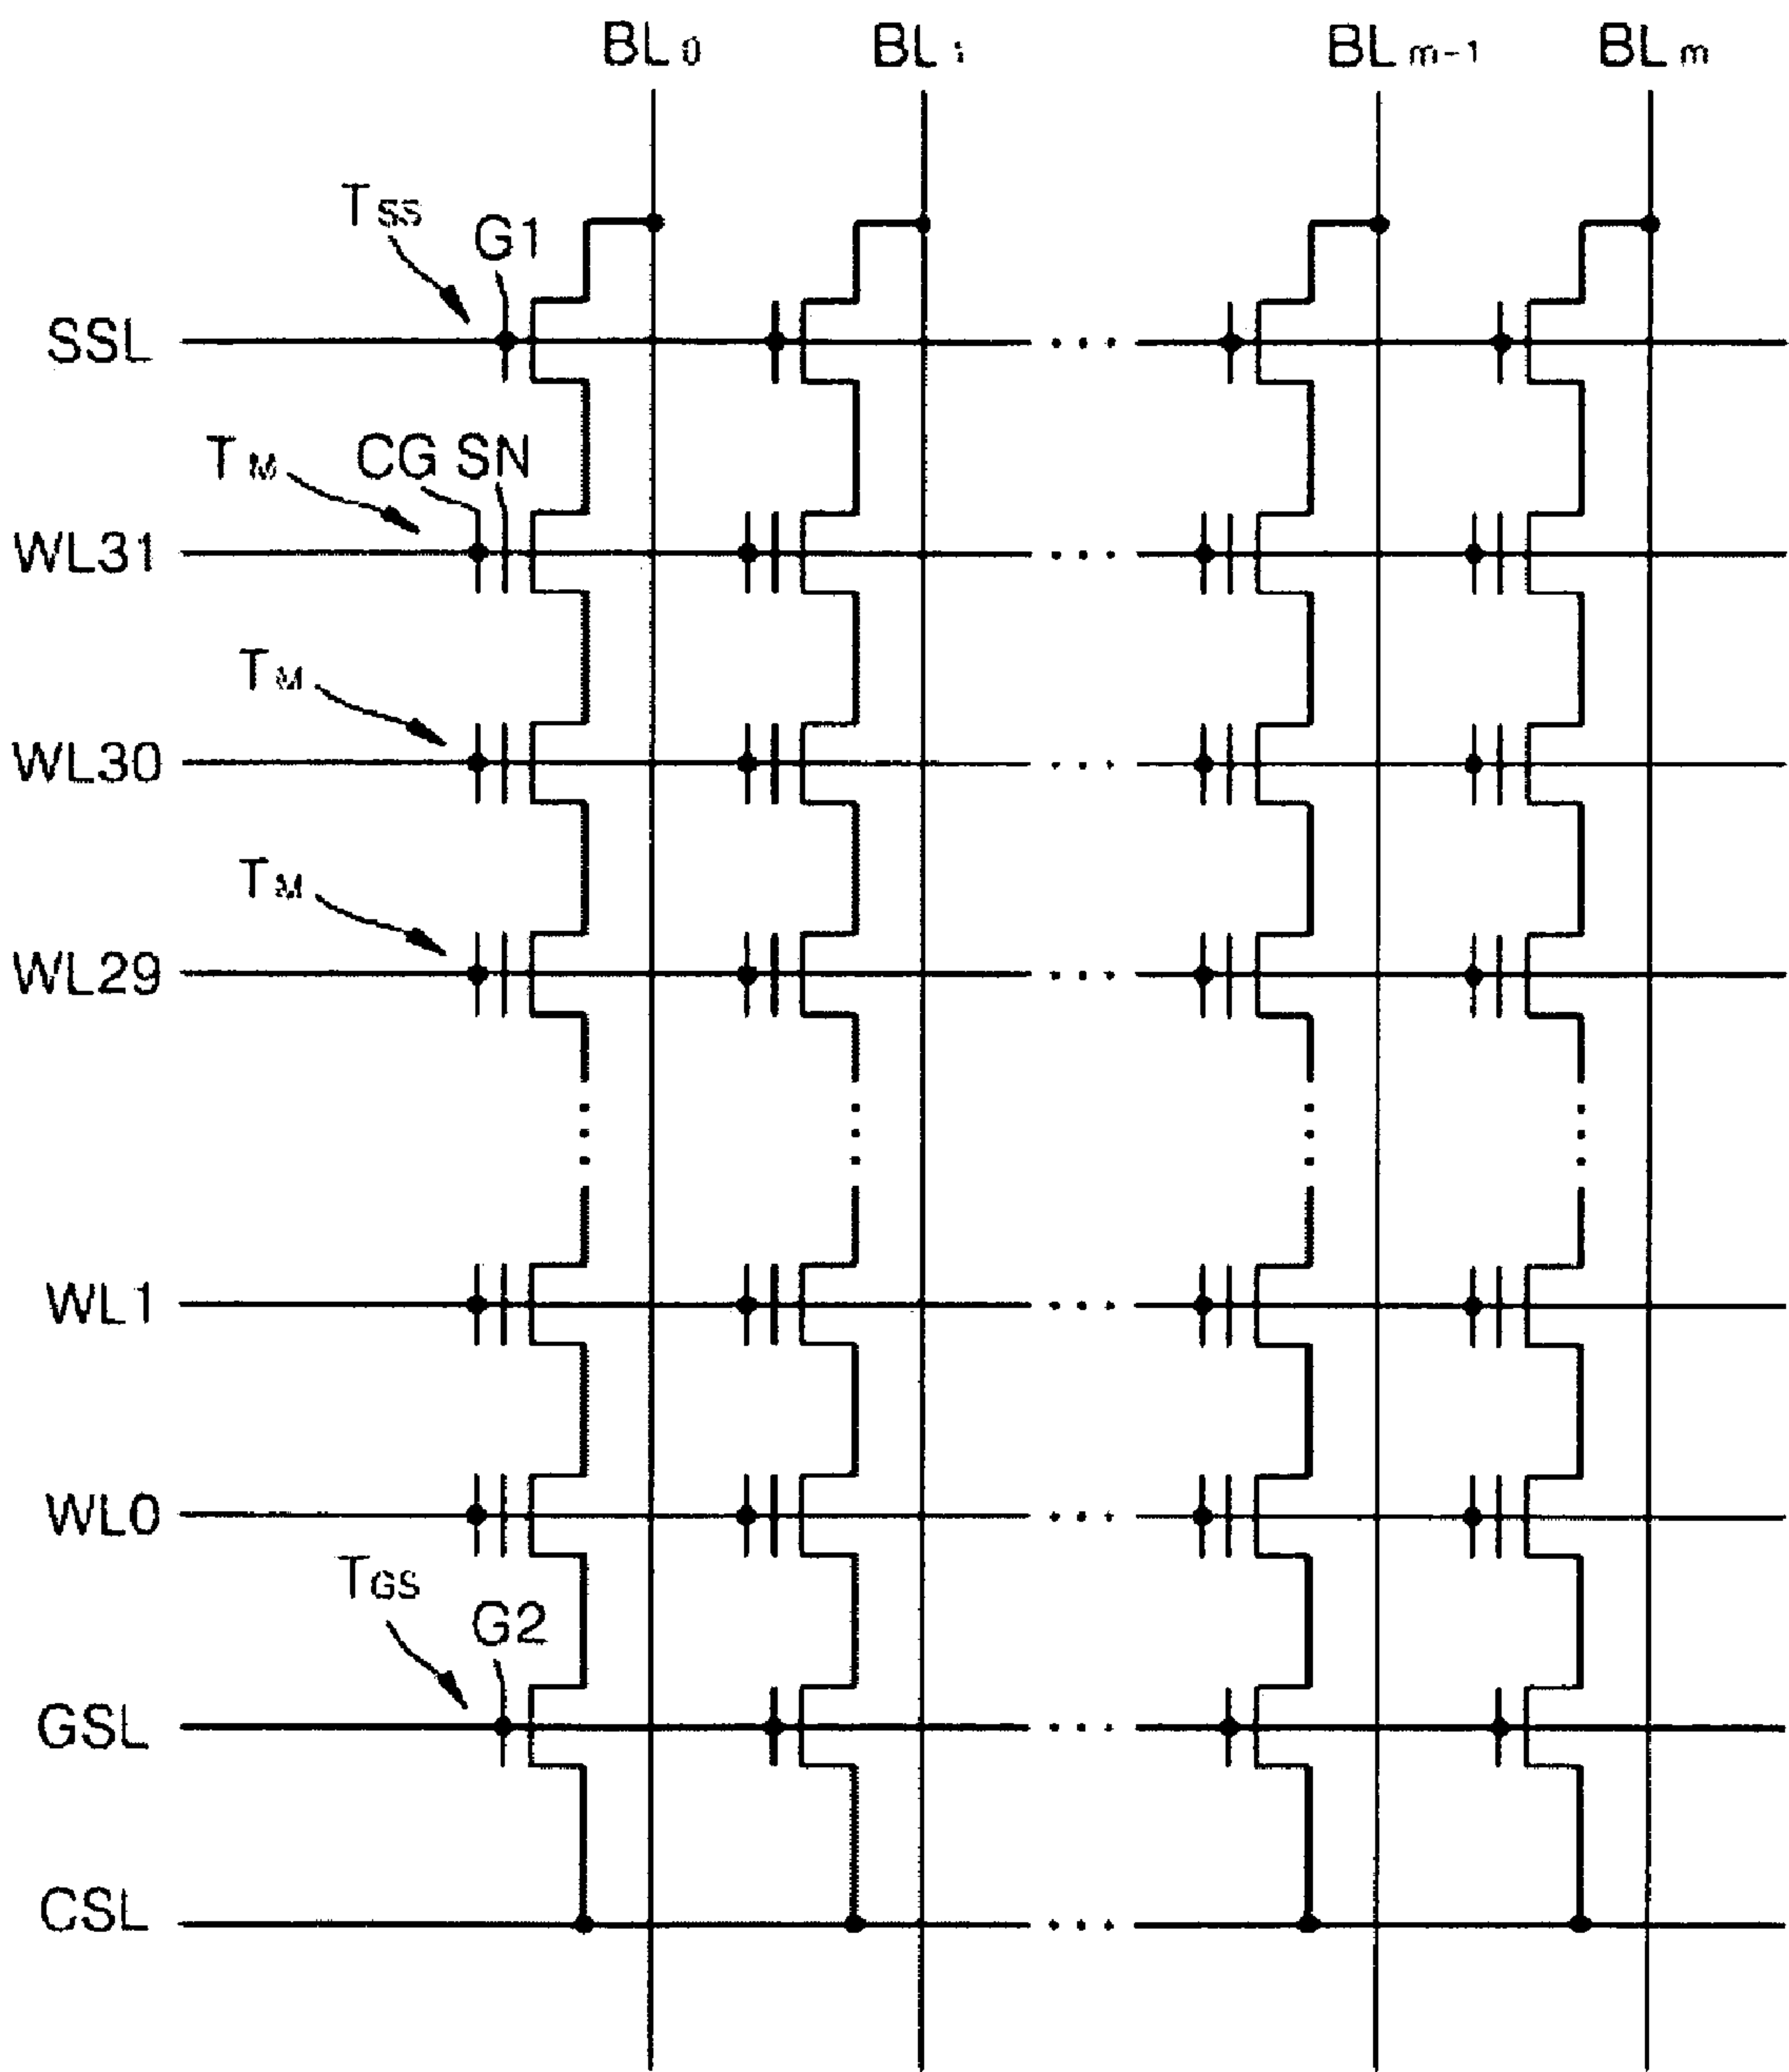 BL0 BL1 BLm-1 BLm
TSS G1
SSL
TM CG SN
WL31
TM
WL30
TM
WL29
WL1
WL0
TGS G2
GSL
CSL